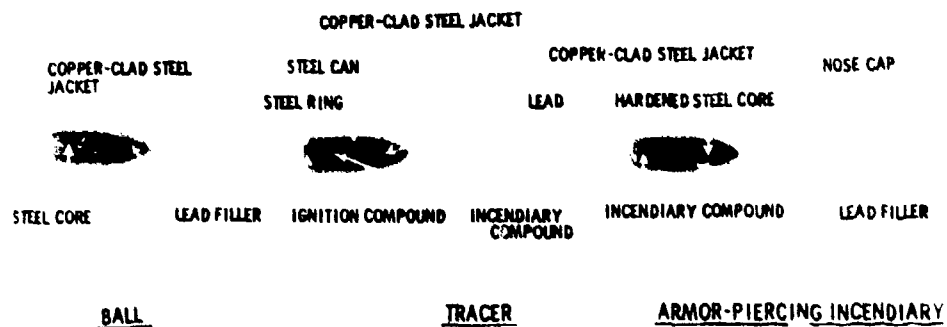 COPPER-CLAD STEEL JACKET
COPPER-CLAD STEEL
JACKET
STEEL CAN
COPPER-CLAD STEEL JACKET
NOSE CAP
STEEL RING
LEAD
HARDENED STEEL CORE
STEEL CORE
LEAD FILLER
IGNITION COMPOUND
INCENDIARY
COMPOUND
INCENDIARY COMPOUND
LEAD FILLER
BALL
TRACER
ARMOR-PIERCING INCENDIARY